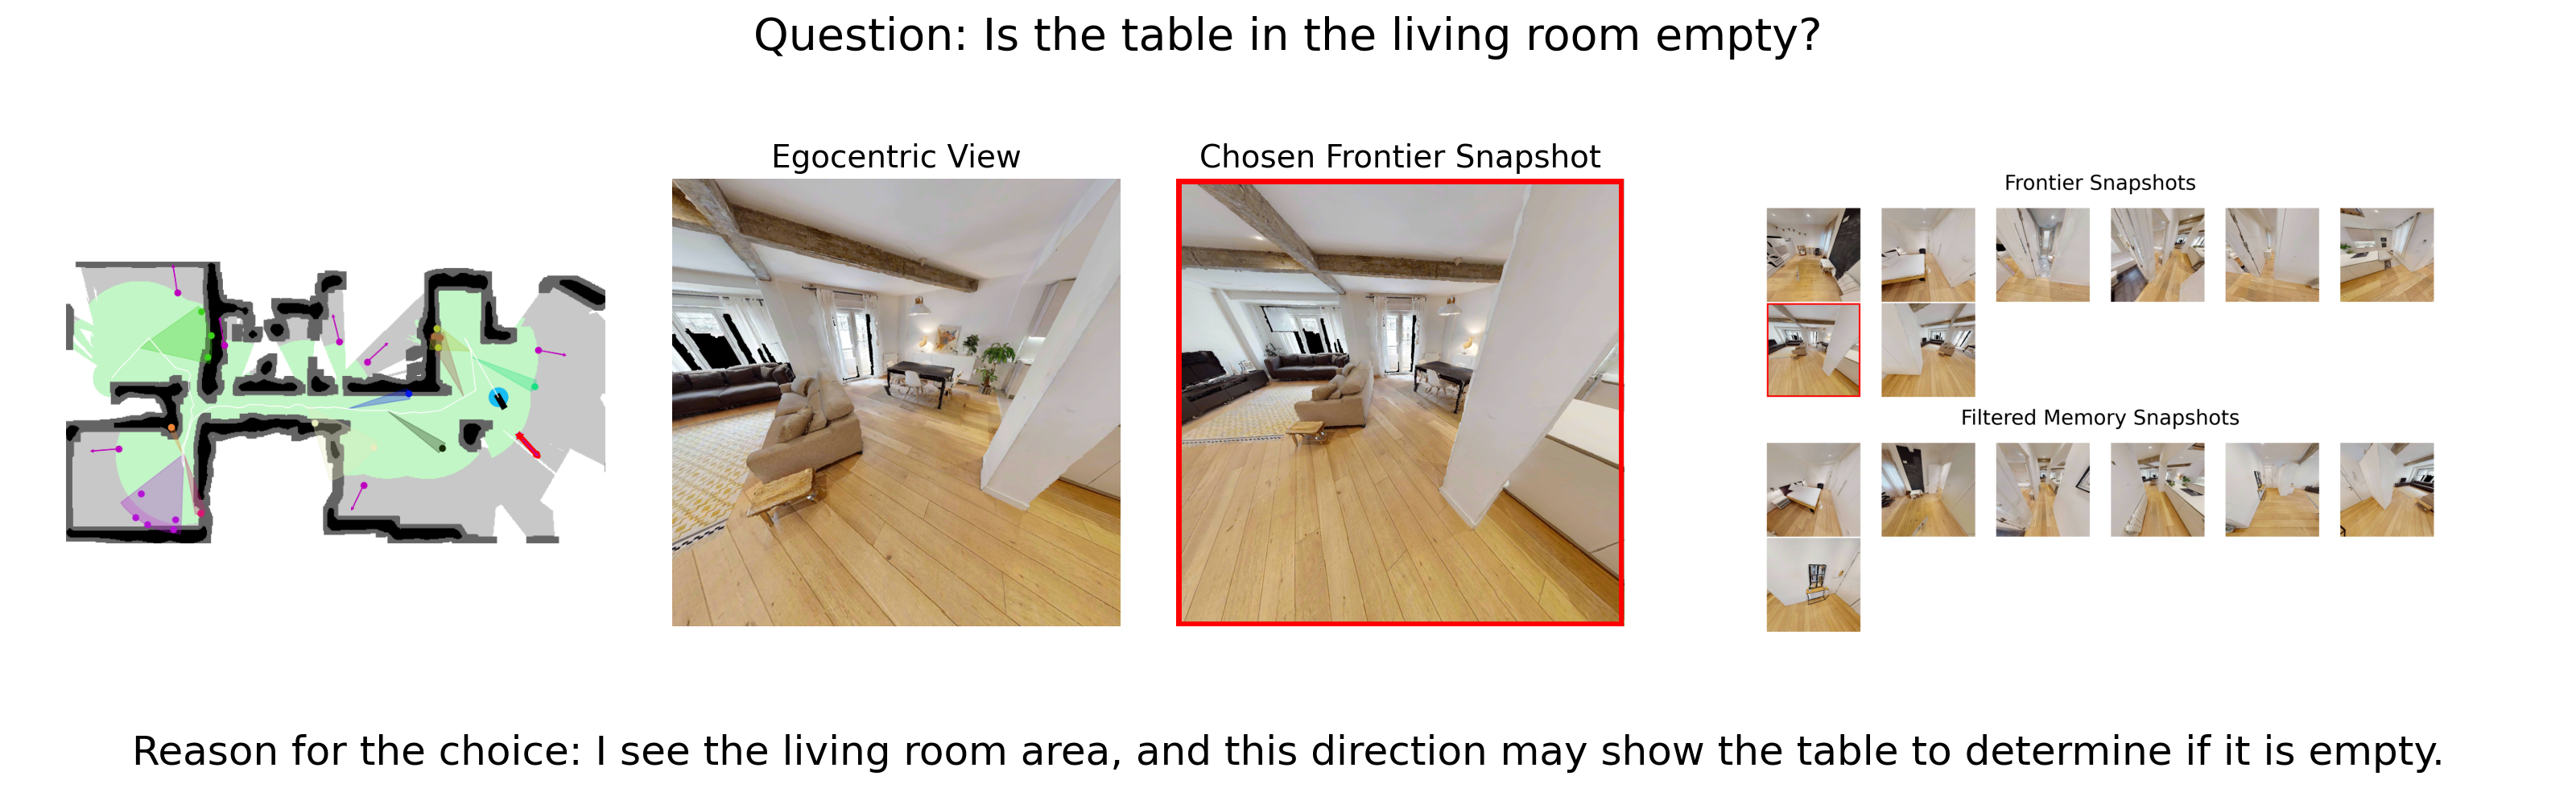 Question: Is the table in the living room empty?
Egocentric View
Chosen Frontier Snapshot
Frontier Snapshots
Filtered Memory Snapshots
Reason for the choice: I see the living room area, and this direction may show the table to determine if it is empty.